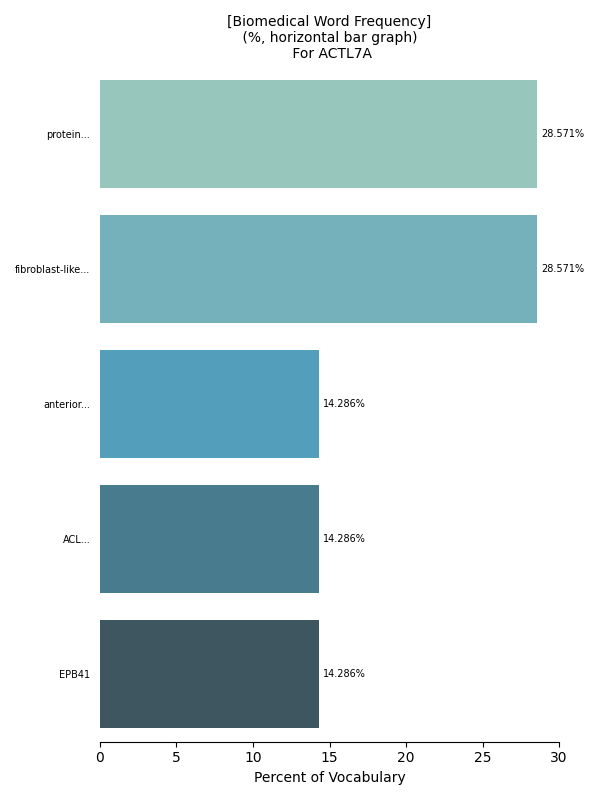 [Biomedical Word Frequency]
(%, horizontal bar graph)
For ACTL7A
protein...
28.571%
fibroblast-like...
28.571%
anterior...
14.286%
ACL...
14.286%
EPB41
14.286%
0 5 10 15 20 25 30
Percent of Vocabulary